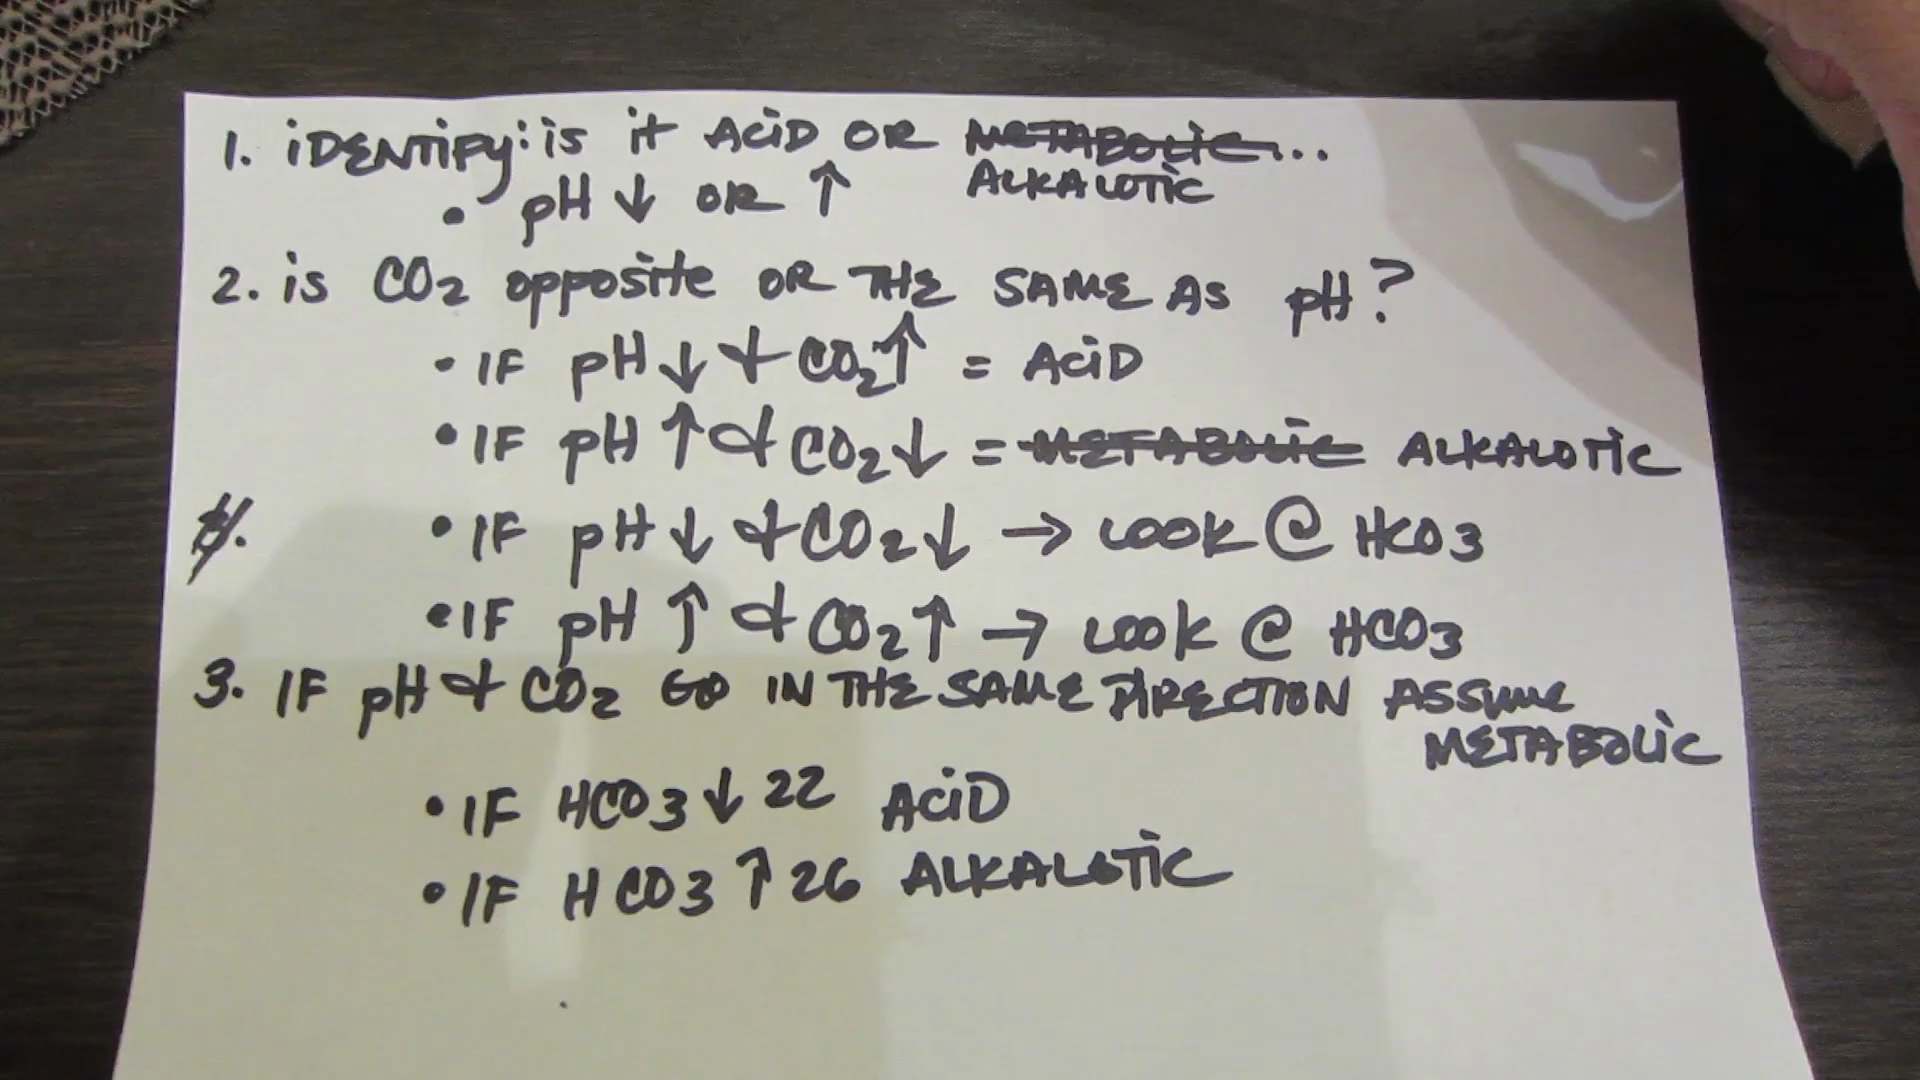 1. iDENTiFY: is it ACiD OR METABOLiC...
ALKALOTiC
• pH ↓ OR ↑
2. is CO2 opposite OR THE SAME AS pH?
• IF pH ↓ & CO2 ↑ = ACiD
• IF pH ↑ & CO2 ↓ = METABOLiC ALKALOTiC
• IF pH ↓ & CO2 ↓ → LOOK @ HCO3
• IF pH ↑ & CO2 ↑ → LOOK @ HCO3
3. IF pH & CO2 GO IN THE SAME DIRECTION ASSUME
METABOLiC
• IF HCO3 ↓ 22 ACiD
• IF HCO3 ↑ 26 ALKALOTiC